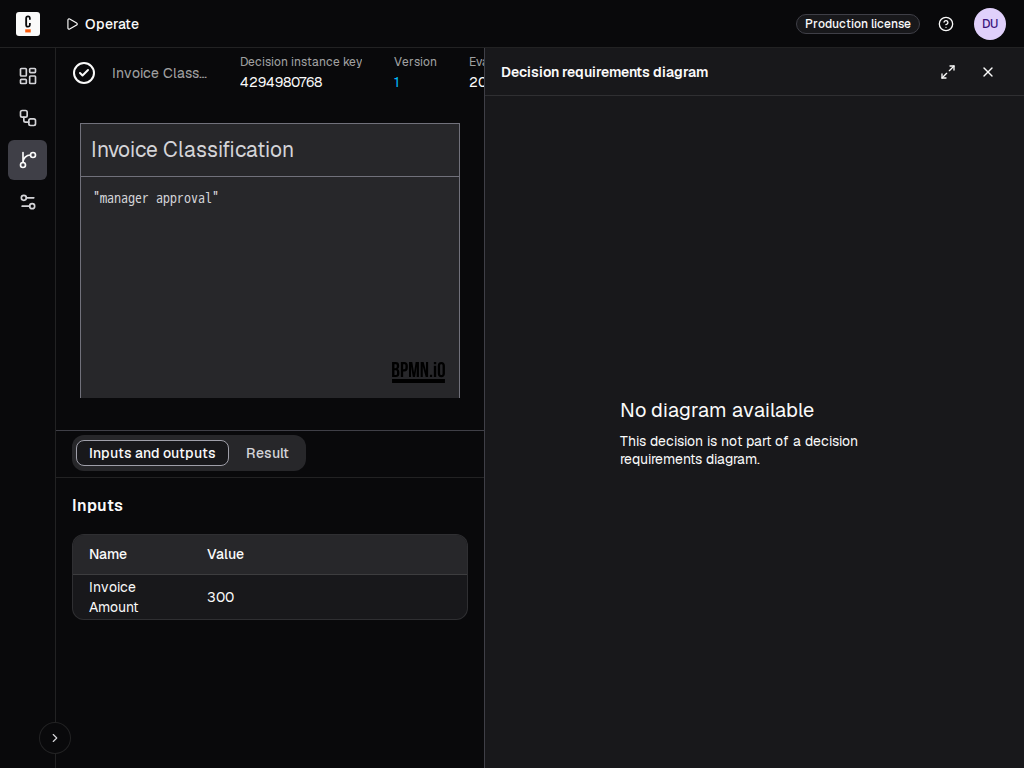 C
Operate
Production license
DU
Invoice Class...
Decision instance key
4294980768
Version
1
Eva
20
Decision requirements diagram
Invoice Classification
"manager approval"
BPMN.iO
Inputs and outputs
Result
Inputs
Name
Value
Invoice
Amount
300
No diagram available
This decision is not part of a decision
requirements diagram.